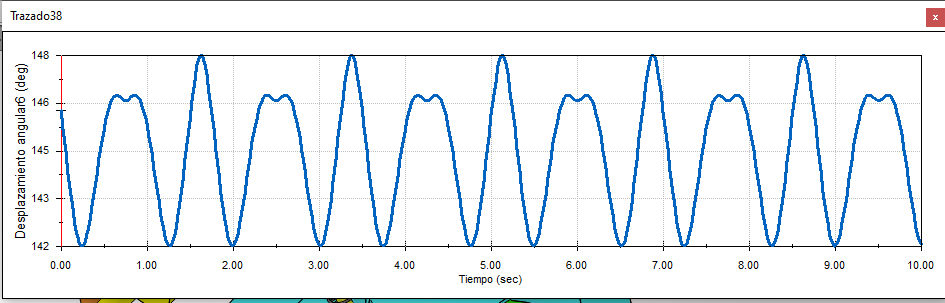 Trazado38
x
Desplazamiento angular6 (deg)
148
146
145
143
142
0.00 1.00 2.00 3.00 4.00 5.00 6.00 7.00 8.00 9.00 10.00
Tiempo (sec)